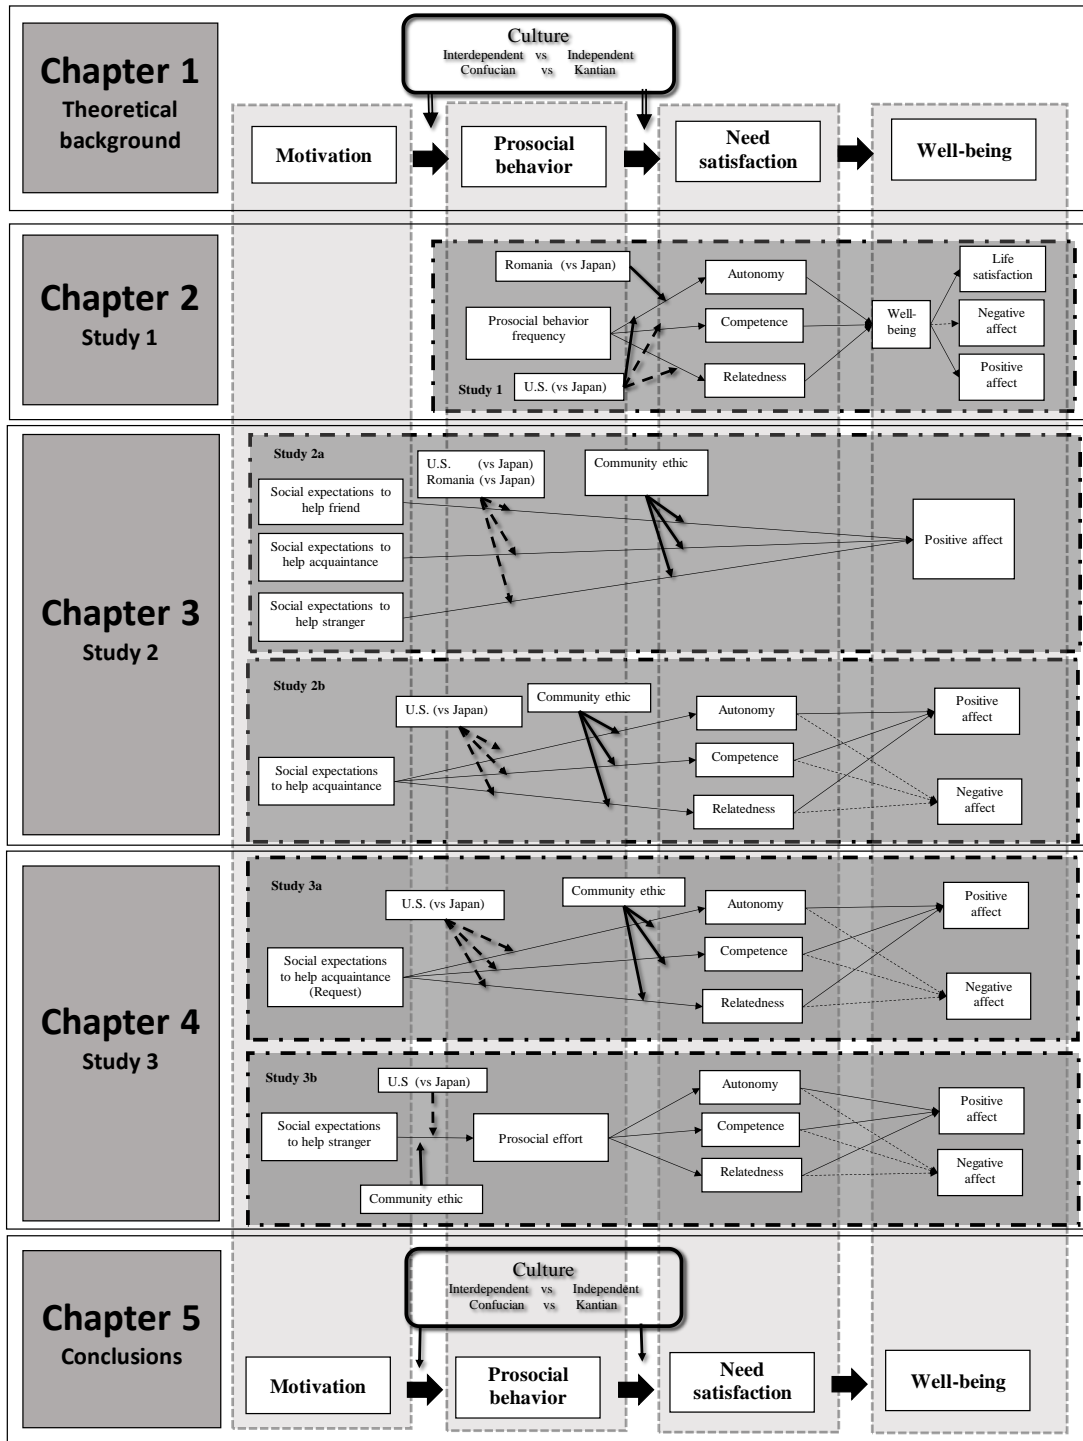 Chapter 1
Theoretical
background
Culture
Interdependent vs Independent
Confucian vs Kantian
Motivation
Prosocial
behavior
Need
satisfaction
Well-being
Chapter 2
Study 1
Romania (vs Japan)
Prosocial behavior
frequency
Study 1
U.S. (vs Japan)
Autonomy
Competence
Relatedness
Well-
being
Life
satisfaction
Negative
affect
Positive
affect
Chapter 3
Study 2
Study 2a
U.S. (vs Japan)
Romania (vs Japan)
Community ethic
Social expectations to
help friend
Social expectations to
help acquaintance
Social expectations to
help stranger
Positive affect
Study 2b
U.S. (vs Japan)
Community ethic
Social expectations
to help acquaintance
Autonomy
Competence
Relatedness
Positive
affect
Negative
affect
Chapter 4
Study 3
Study 3a
U.S. (vs Japan)
Community ethic
Social expectations
to help acquaintance
(Request)
Autonomy
Competence
Relatedness
Positive
affect
Negative
affect
Study 3b
U.S (vs Japan)
Social expectations
to help stranger
Community ethic
Prosocial effort
Autonomy
Competence
Relatedness
Positive
affect
Negative
affect
Chapter 5
Conclusions
Culture
Interdependent vs Independent
Confucian vs Kantian
Motivation
Prosocial
behavior
Need
satisfaction
Well-being